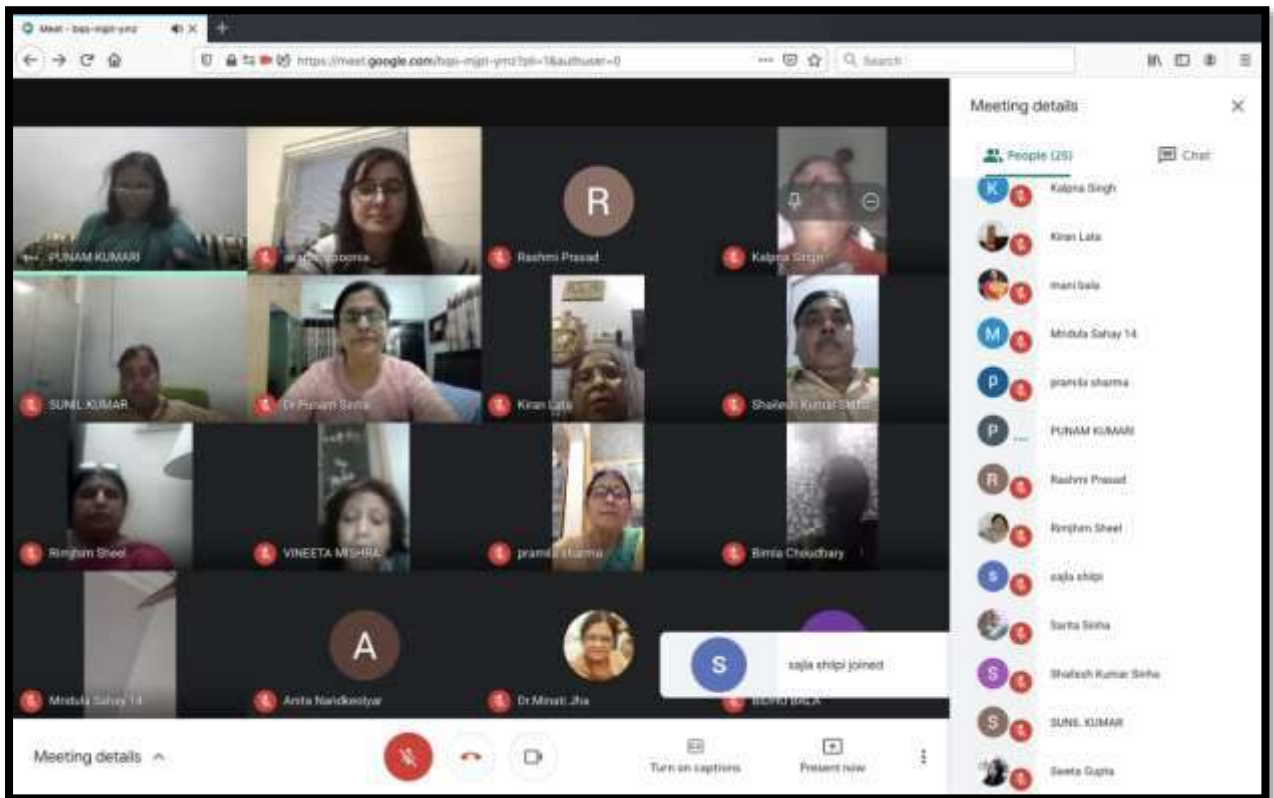 Meet - bqs-mjpt-ymz
https://meet.google.com/bqs-mjpt-ymz?pli=1&authuser=0
Search
Meeting details
People (25)
Chat
PUNAM KUMARI
Rashmi Prasad
Kalpna Singh
SUNIL KUMAR
Dr.Punam Sinha
Kiran Lata
Shailesh Kumar Sinha
Rimjhim Sheel
VINEETA MISHRA
pramila sharma
Bimla Choudhary
Mridula Sahay 14
A
Anita Nandkeolyar
Dr.Minati Jha
BIDHU BALA
R
S
sajla shilpi joined
K
Kalpna Singh
Kiran Lata
mani bala
M
Mridula Sahay 14
p
pramila sharma
P
PUNAM KUMARI
R
Rashmi Prasad
Rimjhim Sheel
s
sajla shilpi
Sarita Sinha
S
Shailesh Kumar Sinha
S
SUNIL KUMAR
Sweta Gupta
Meeting details
Turn on captions
Present now